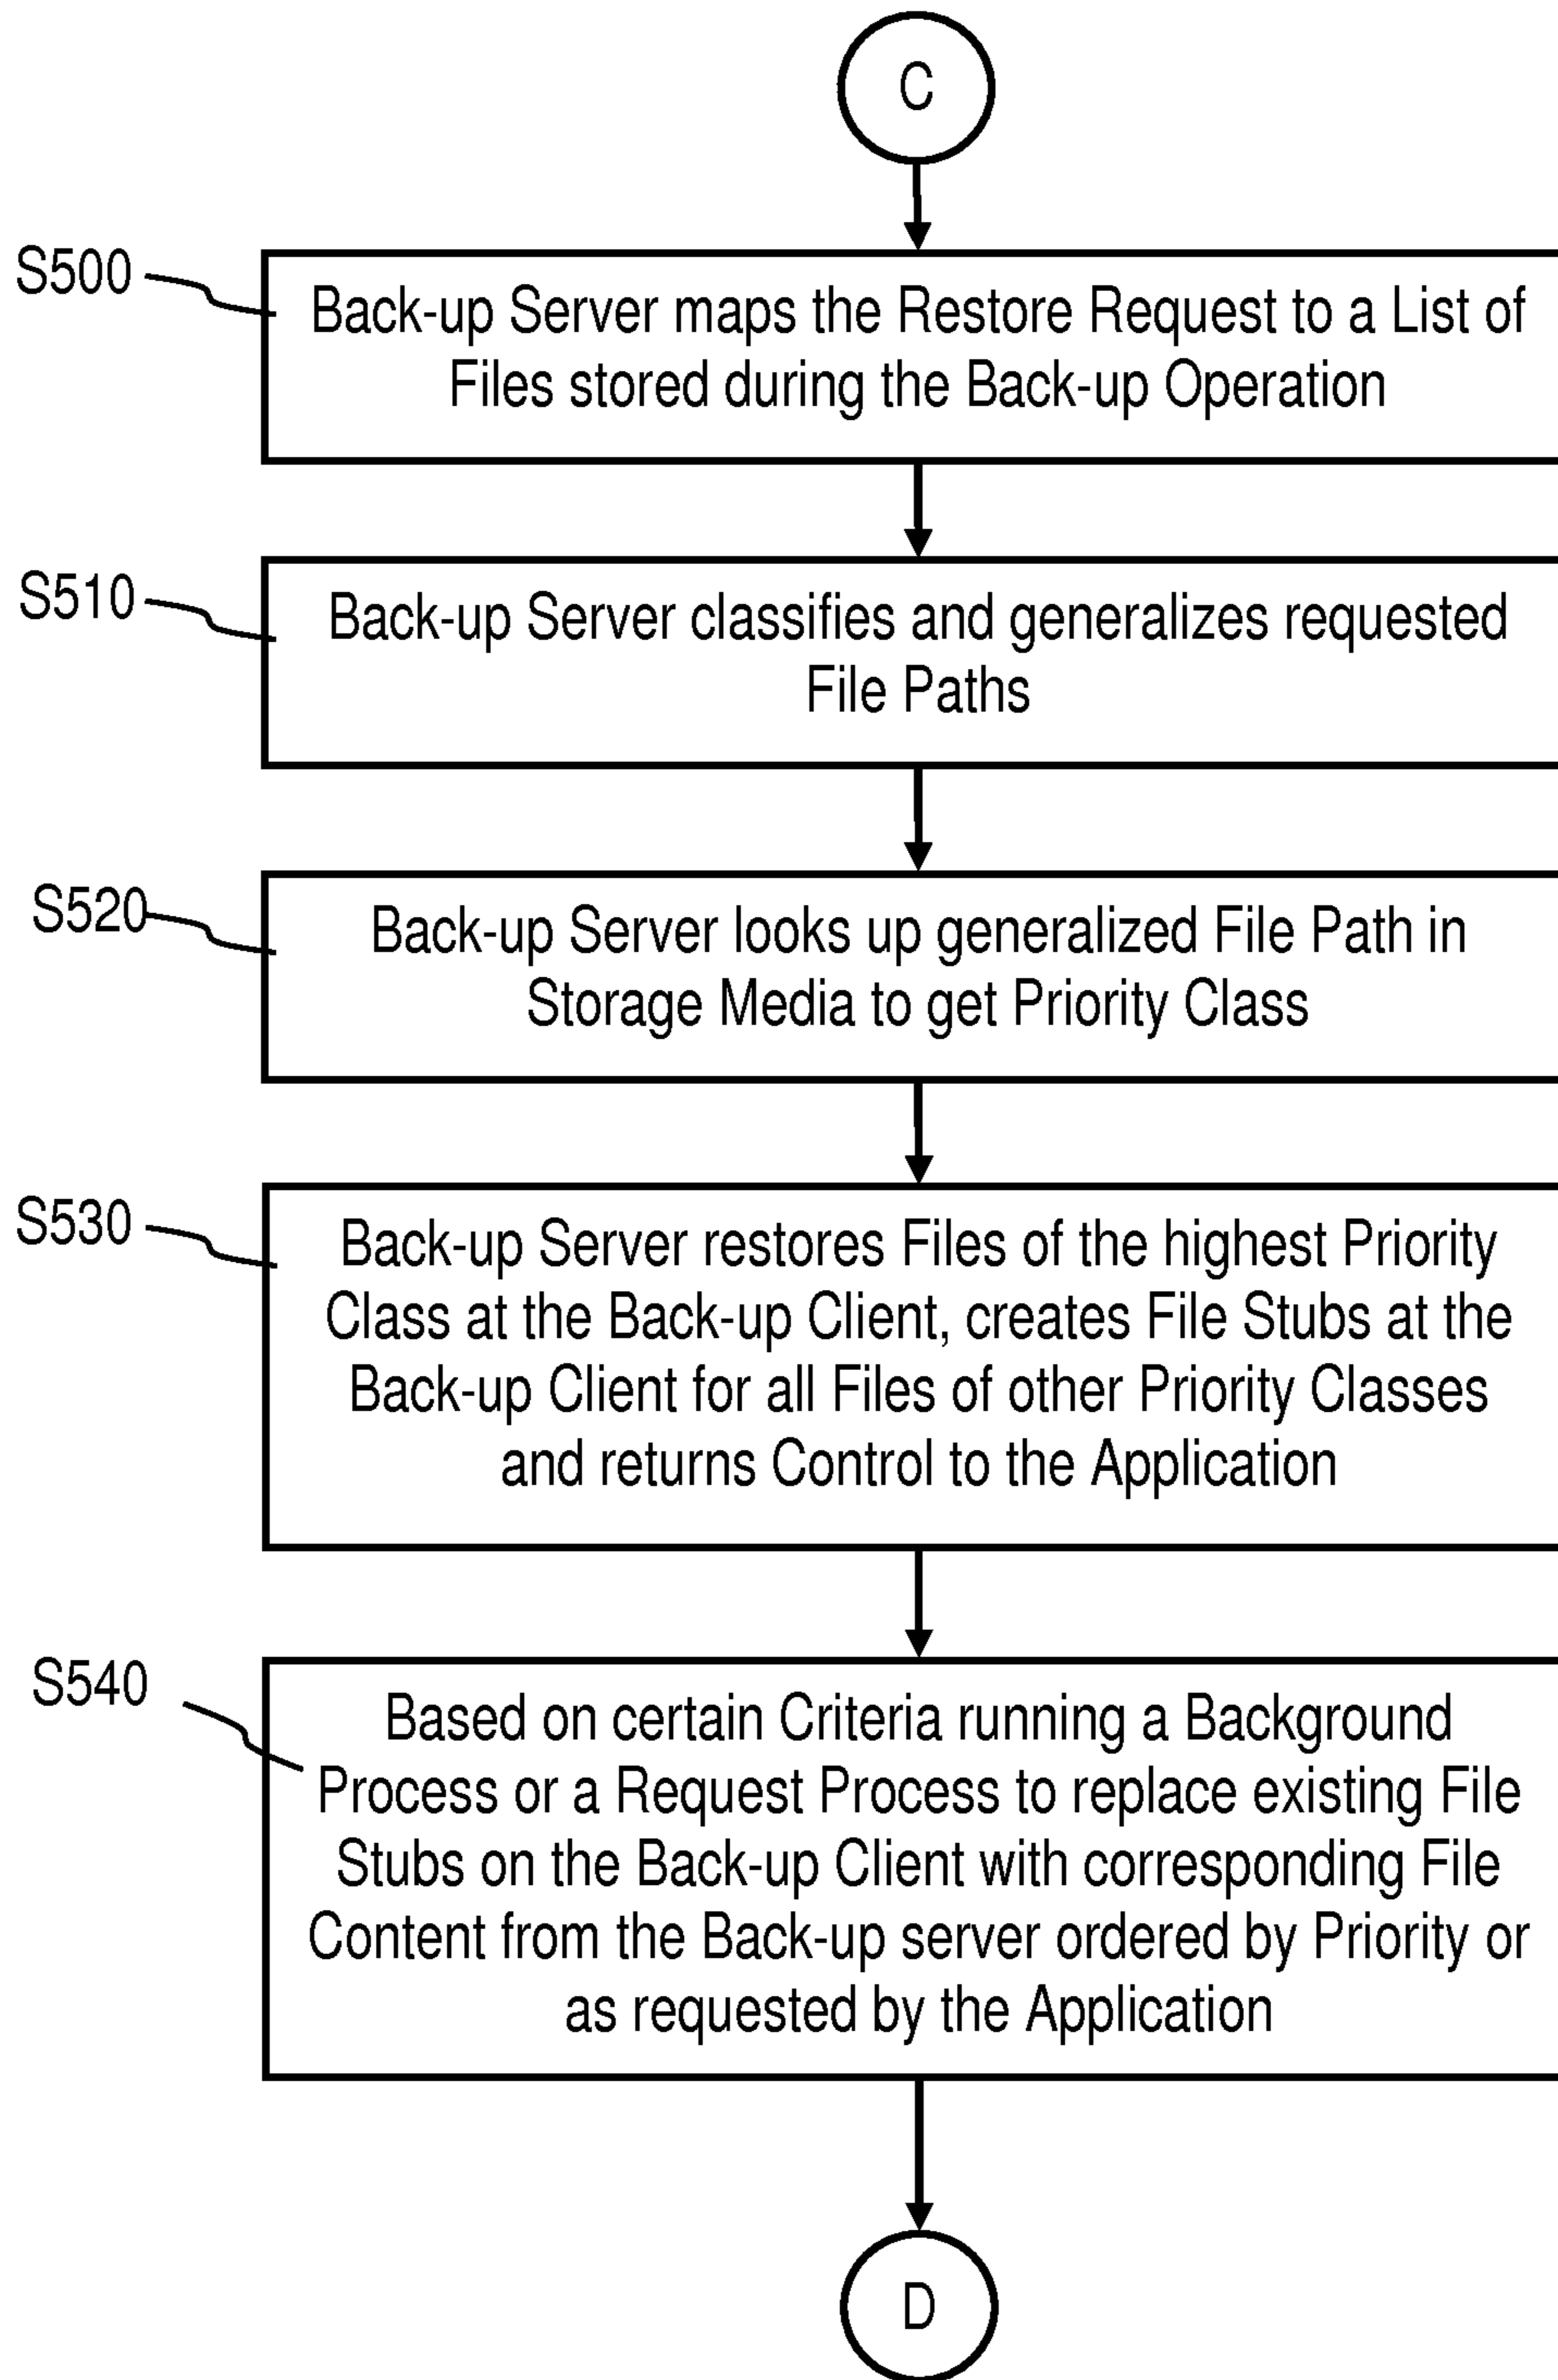 C
S500
Back-up Server maps the Restore Request to a List of
Files stored during the Back-up Operation
S510
Back-up Server classifies and generalizes requested
File Paths
S520
Back-up Server looks up generalized File Path in
Storage Media to get Priority Class
S530
Back-up Server restores Files of the highest Priority
Class at the Back-up Client, creates File Stubs at the
Back-up Client for all Files of other Priority Classes
and returns Control to the Application
S540
Based on certain Criteria running a Background
Process or a Request Process to replace existing File
Stubs on the Back-up Client with corresponding File
Content from the Back-up server ordered by Priority or
as requested by the Application
D